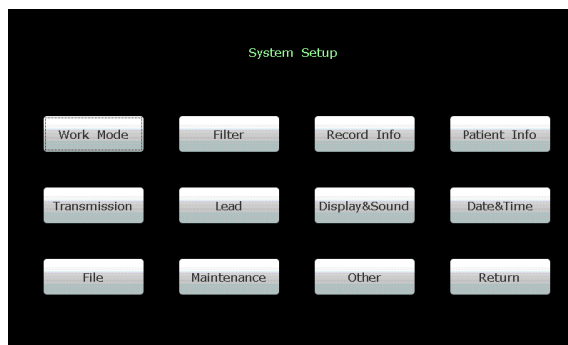 System Setup
Work Mode Filter Record Info Patient Info
Transmission Lead Display&Sound Date&Time
File Maintenance Other Return